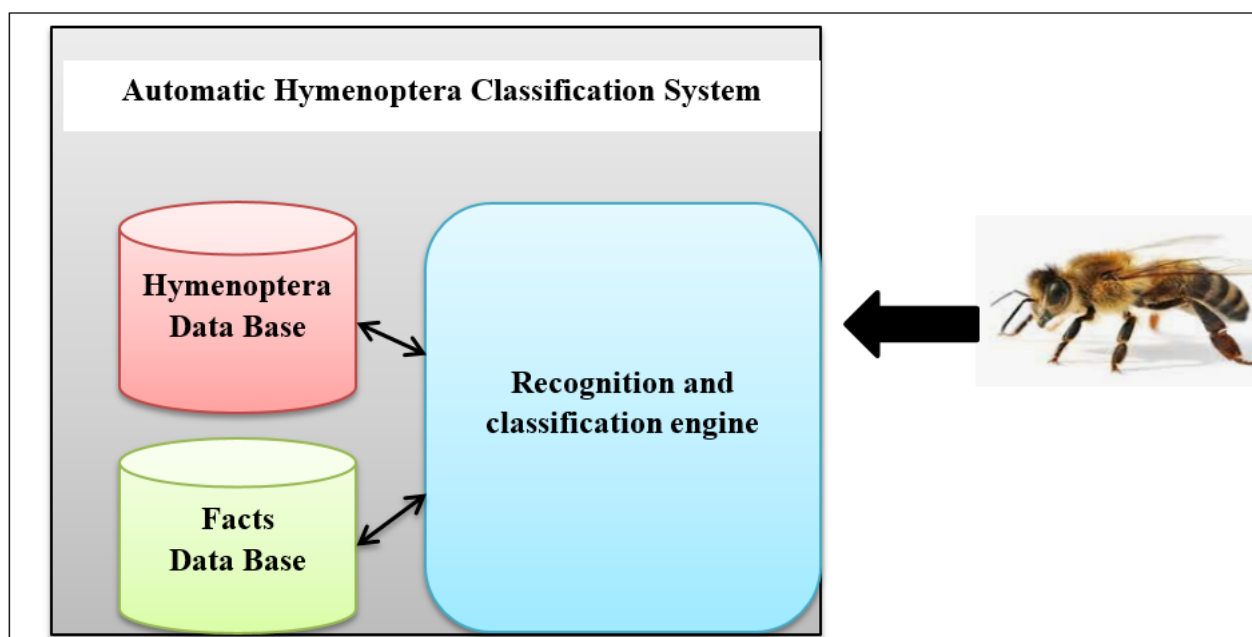 Automatic Hymenoptera Classification System
Hymenoptera
Data Base
Recognition and
classification engine
Facts
Data Base